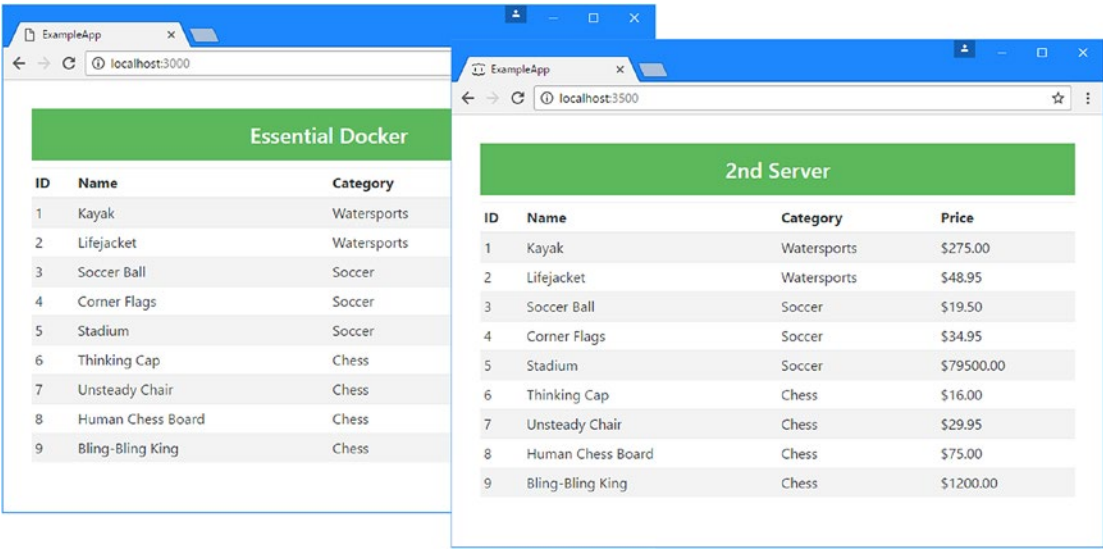 ExampleApp
localhost:3000
Essential Docker
ID Name Category
1 Kayak Watersports
2 Lifejacket Watersports
3 Soccer Ball Soccer
4 Corner Flags Soccer
5 Stadium Soccer
6 Thinking Cap Chess
7 Unsteady Chair Chess
8 Human Chess Board Chess
9 Bling-Bling King Chess
ExampleApp
localhost:3500
2nd Server
ID Name Category Price
1 Kayak Watersports $275.00
2 Lifejacket Watersports $48.95
3 Soccer Ball Soccer $19.50
4 Corner Flags Soccer $34.95
5 Stadium Soccer $79500.00
6 Thinking Cap Chess $16.00
7 Unsteady Chair Chess $29.95
8 Human Chess Board Chess $75.00
9 Bling-Bling King Chess $1200.00